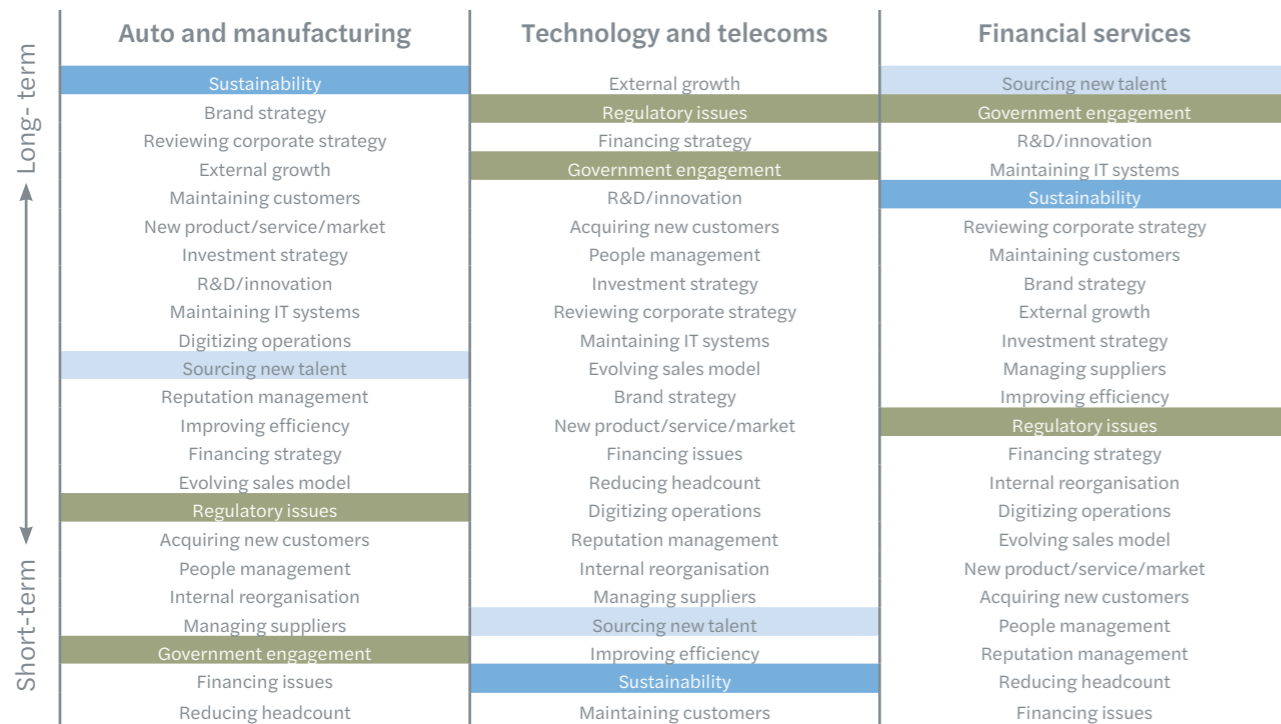 Auto and manufacturing
Technology and telecoms
Financial services
Long- term
Short-term
Sustainability
External growth
Sourcing new talent
Brand strategy
Regulatory issues
Government engagement
Reviewing corporate strategy
Financing strategy
R&D/innovation
External growth
Government engagement
Maintaining IT systems
Maintaining customers
R&D/innovation
Sustainability
New product/service/market
Acquiring new customers
Reviewing corporate strategy
Investment strategy
People management
Maintaining customers
R&D/innovation
Investment strategy
Brand strategy
Maintaining IT systems
Reviewing corporate strategy
External growth
Digitizing operations
Maintaining IT systems
Investment strategy
Sourcing new talent
Evolving sales model
Managing suppliers
Reputation management
Brand strategy
Improving efficiency
Improving efficiency
New product/service/market
Regulatory issues
Financing strategy
Financing issues
Financing strategy
Evolving sales model
Reducing headcount
Internal reorganisation
Regulatory issues
Digitizing operations
Digitizing operations
Acquiring new customers
Reputation management
Evolving sales model
People management
Internal reorganisation
New product/service/market
Internal reorganisation
Managing suppliers
Acquiring new customers
Managing suppliers
Sourcing new talent
People management
Government engagement
Improving efficiency
Reputation management
Financing issues
Sustainability
Reducing headcount
Reducing headcount
Maintaining customers
Financing issues